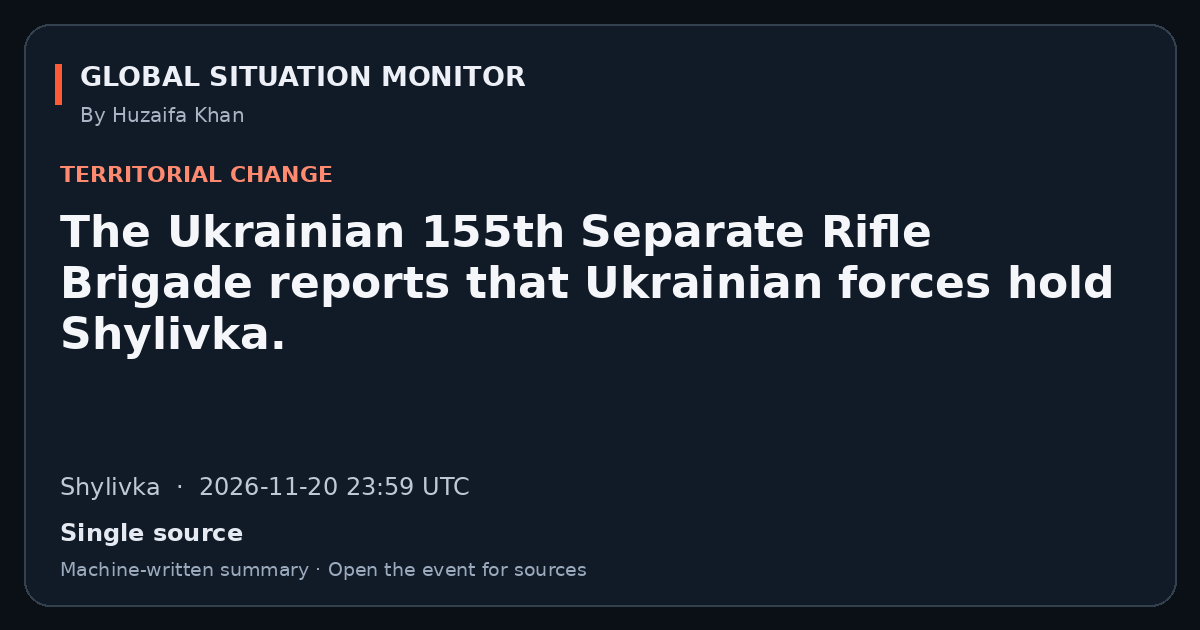 GLOBAL SITUATION MONITOR
By Huzaifa Khan
TERRITORIAL CHANGE
The Ukrainian 155th Separate Rifle
Brigade reports that Ukrainian forces hold
Shylivka.
Shylivka · 2026-11-20 23:59 UTC
Single source
Machine-written summary · Open the event for sources